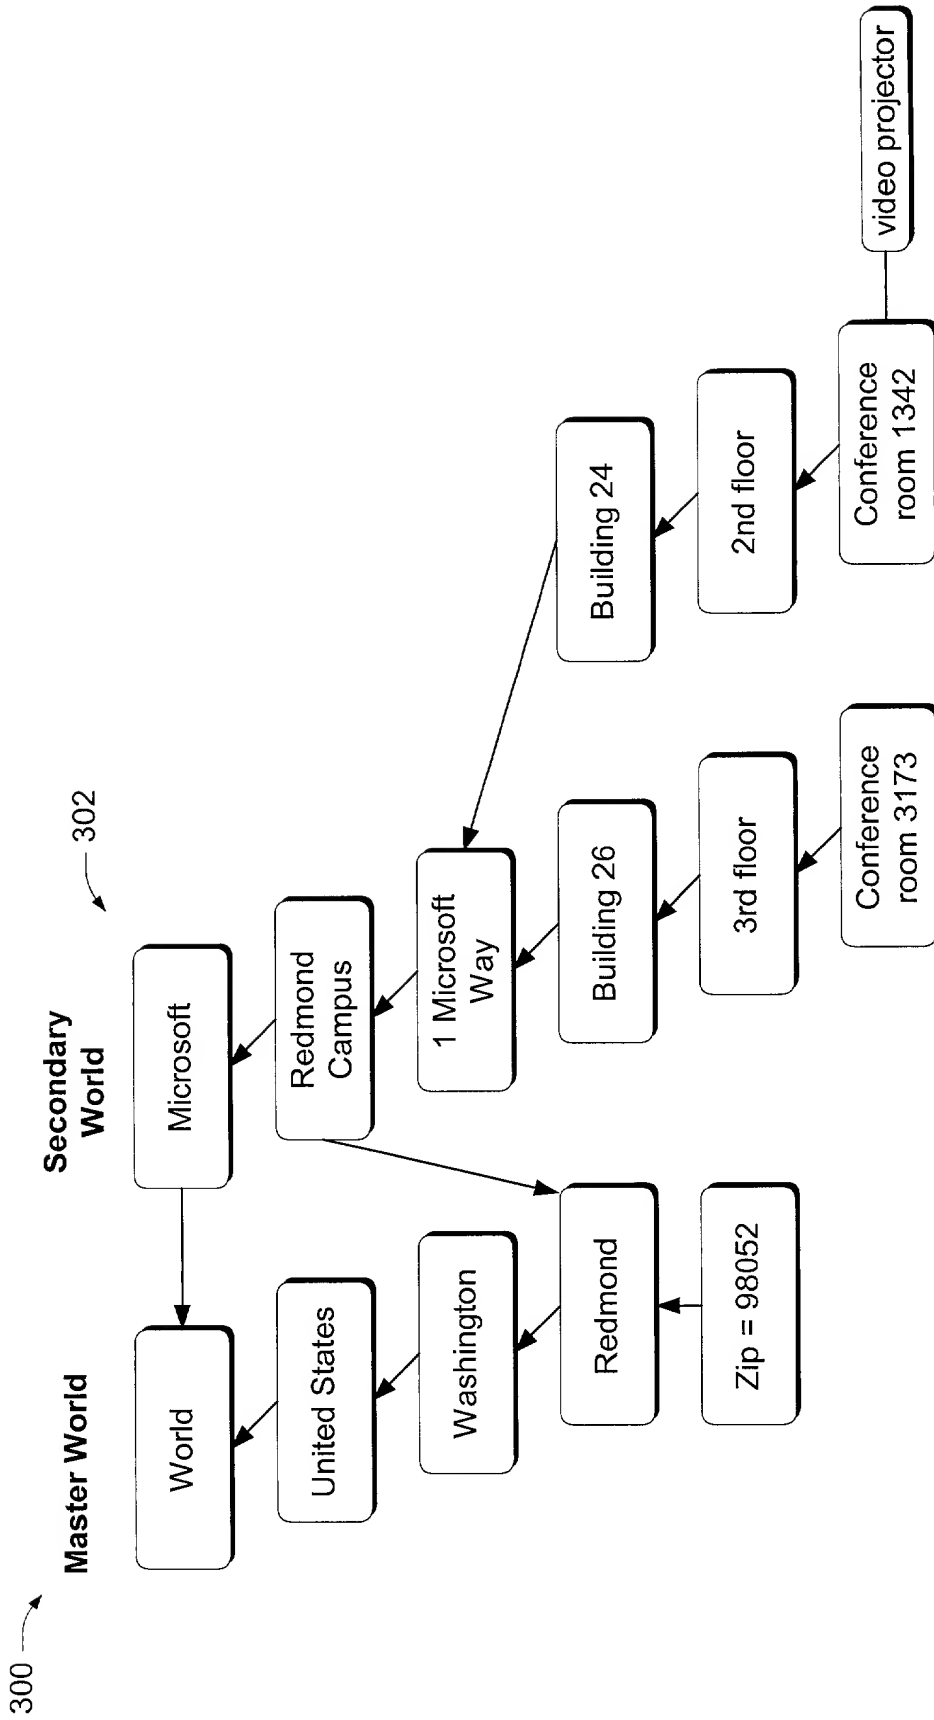 300
302
Master World
Secondary
World
World
Microsoft
United States
Redmond
Campus
Washington
1 Microsoft
Way
Redmond
Building 26
Building 24
Zip = 98052
3rd floor
2nd floor
Conference
room 3173
Conference
room 1342
video projector